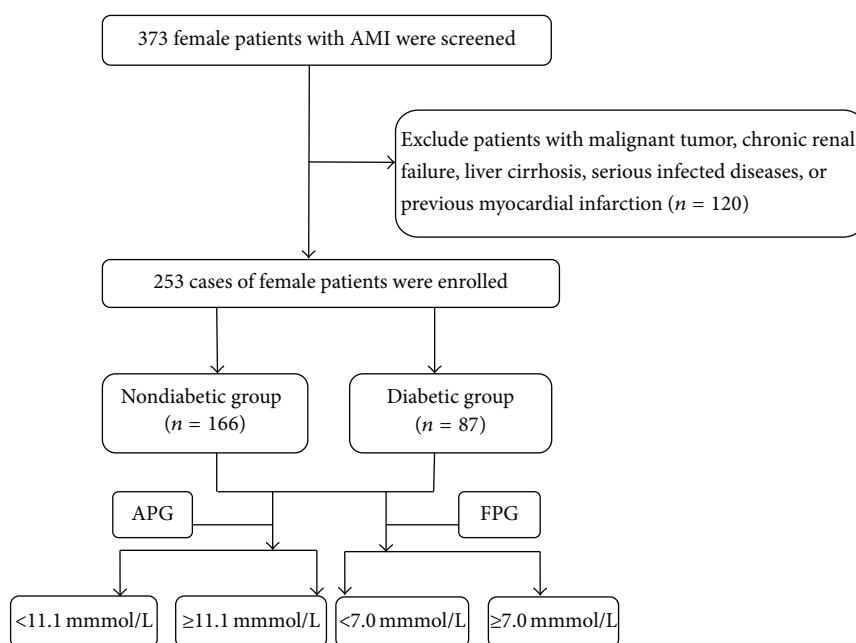 373 female patients with AMI were screened
Exclude patients with malignant tumor, chronic renal
failure, liver cirrhosis, serious infected diseases, or
previous myocardial infarction (n = 120)
253 cases of female patients were enrolled
Nondiabetic group
(n = 166)
Diabetic group
(n = 87)
APG
FPG
<11.1 mmmol/L
≥11.1 mmmol/L
<7.0 mmmol/L
≥7.0 mmmol/L